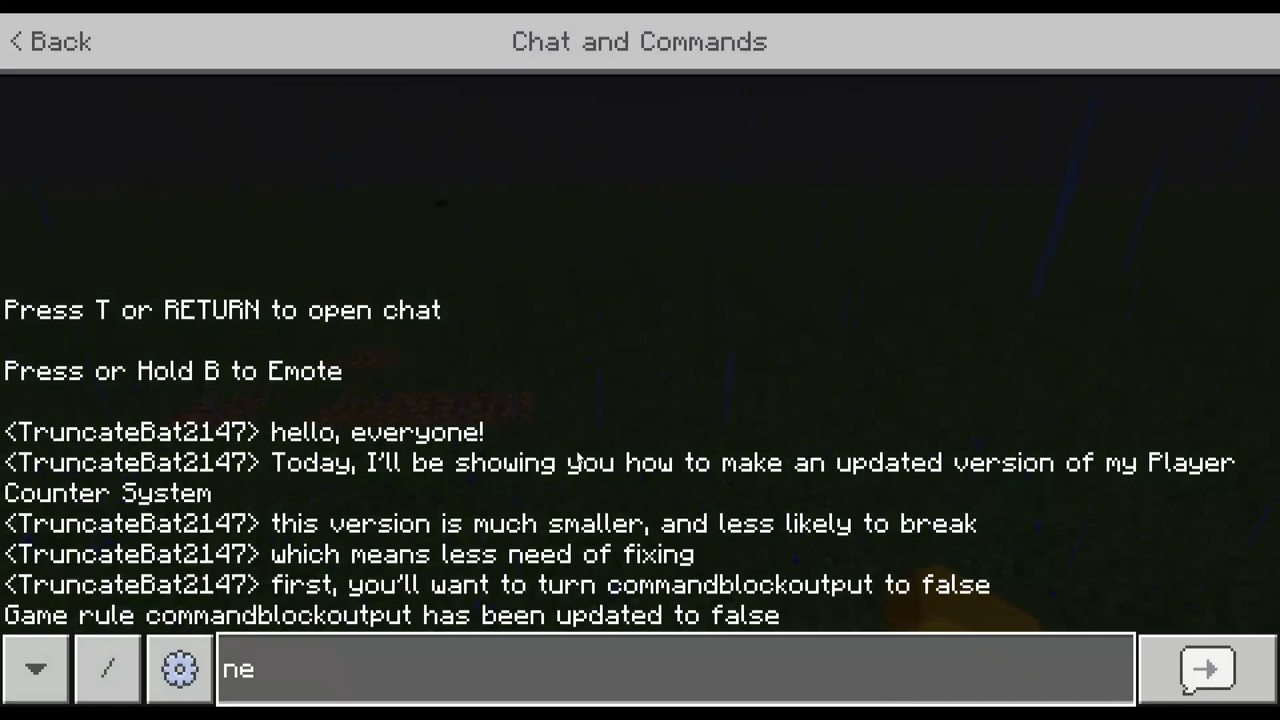 < Back
Chat and Commands
Press T or RETURN to open chat
Press or Hold B to Emote
<TruncateBat2147> hello, everyone!
<TruncateBat2147> Today, I'll be showing you how to make an updated version of my Player
Counter System
<TruncateBat2147> this version is much smaller, and less likely to break
<TruncateBat2147> which means less need of fixing
<TruncateBat2147> first, you'll want to turn commandblockoutput to false
Game rule commandblockoutput has been updated to false
/
ne